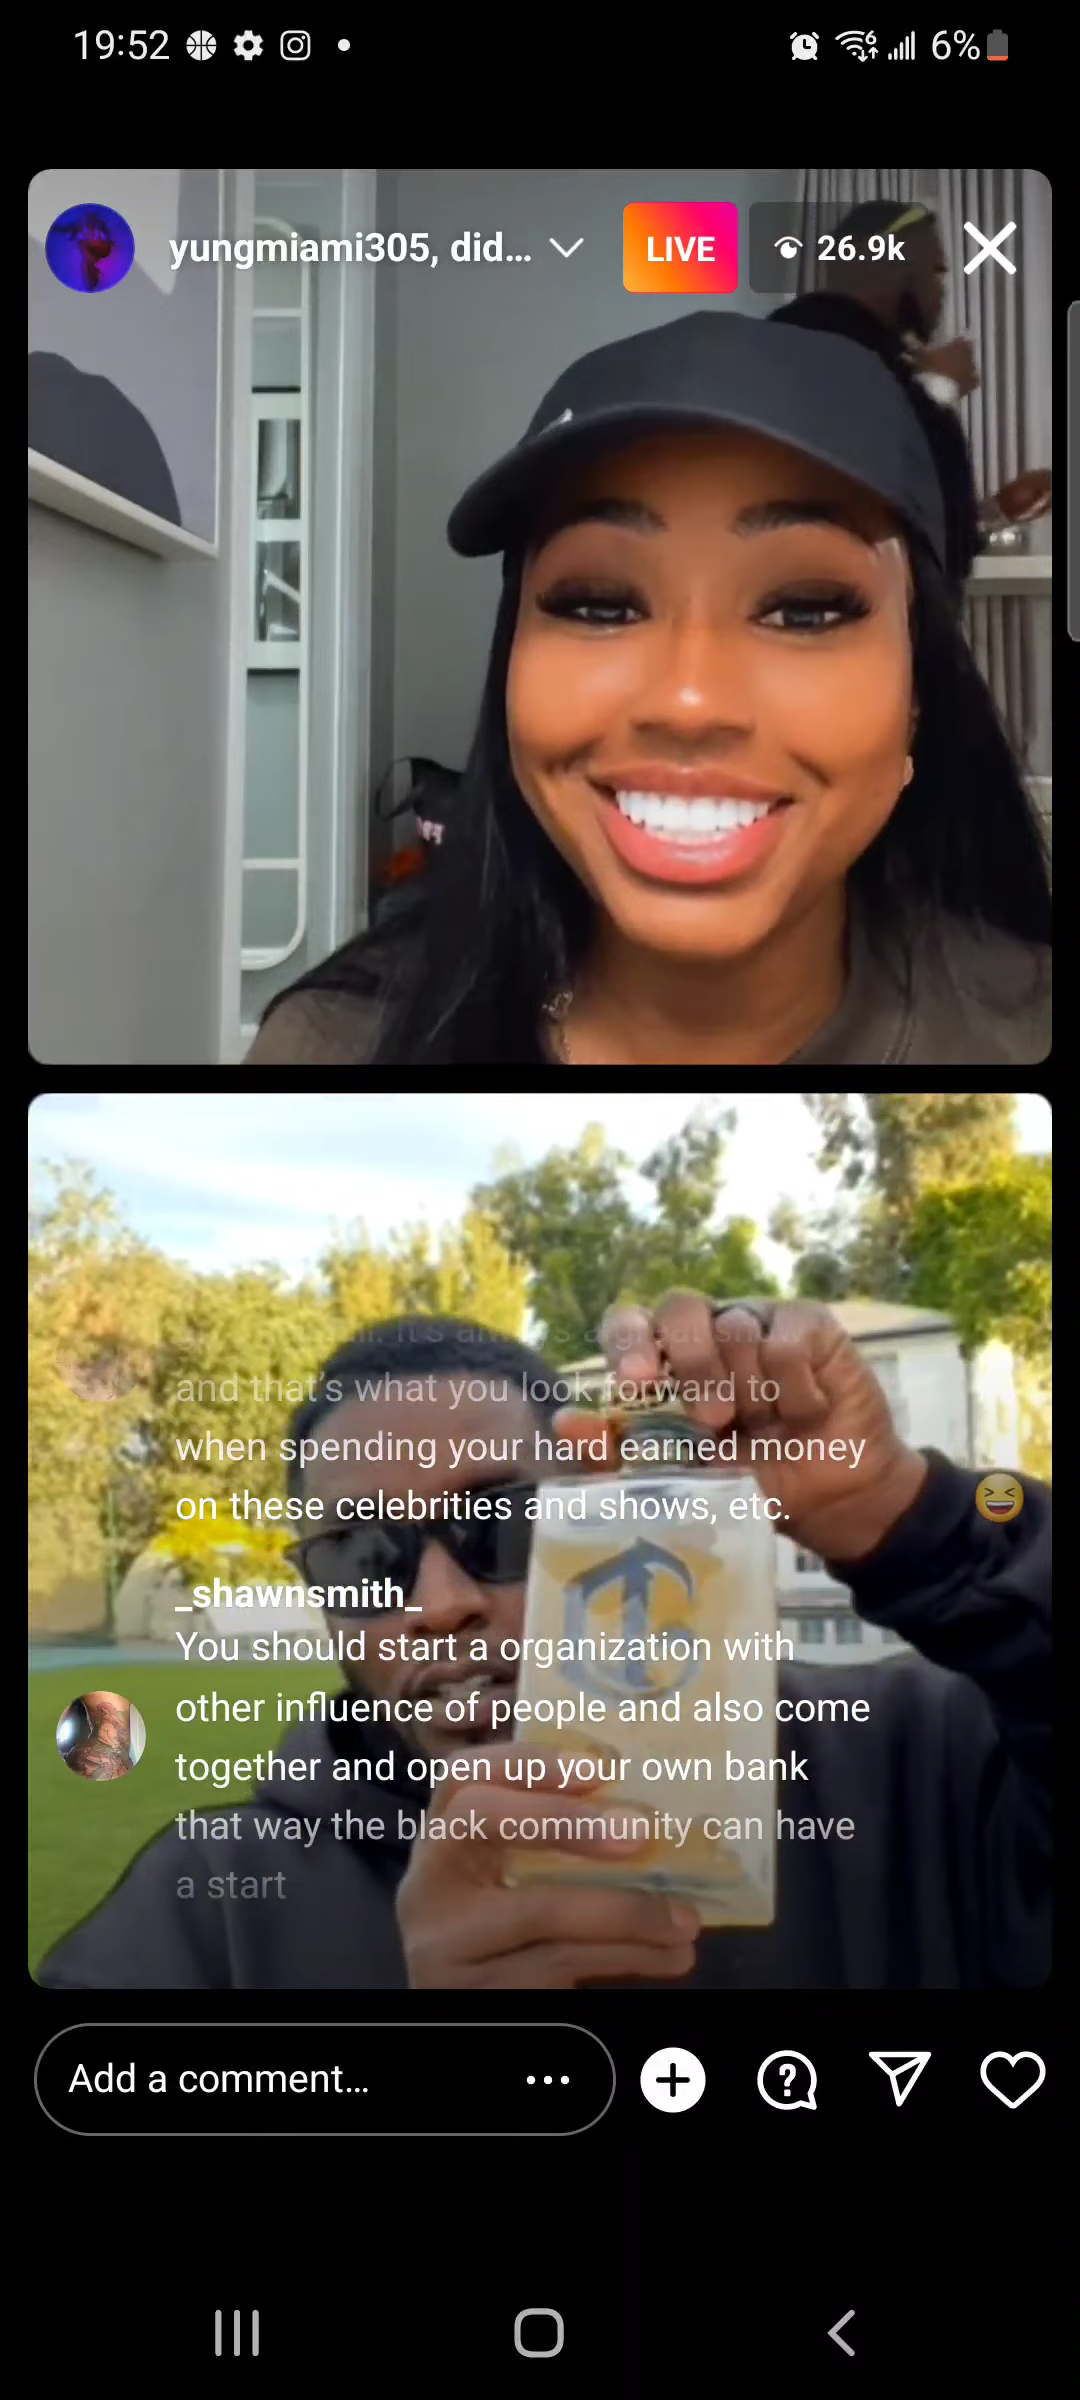 19:52
6%
yungmiami305, did...
LIVE
26.9k
and that's what you look forward to
when spending your hard earned money
on these celebrities and shows, etc.
_shawnsmith_
You should start a organization with
other influence of people and also come
together and open up your own bank
that way the black community can have
a start
Add a comment...